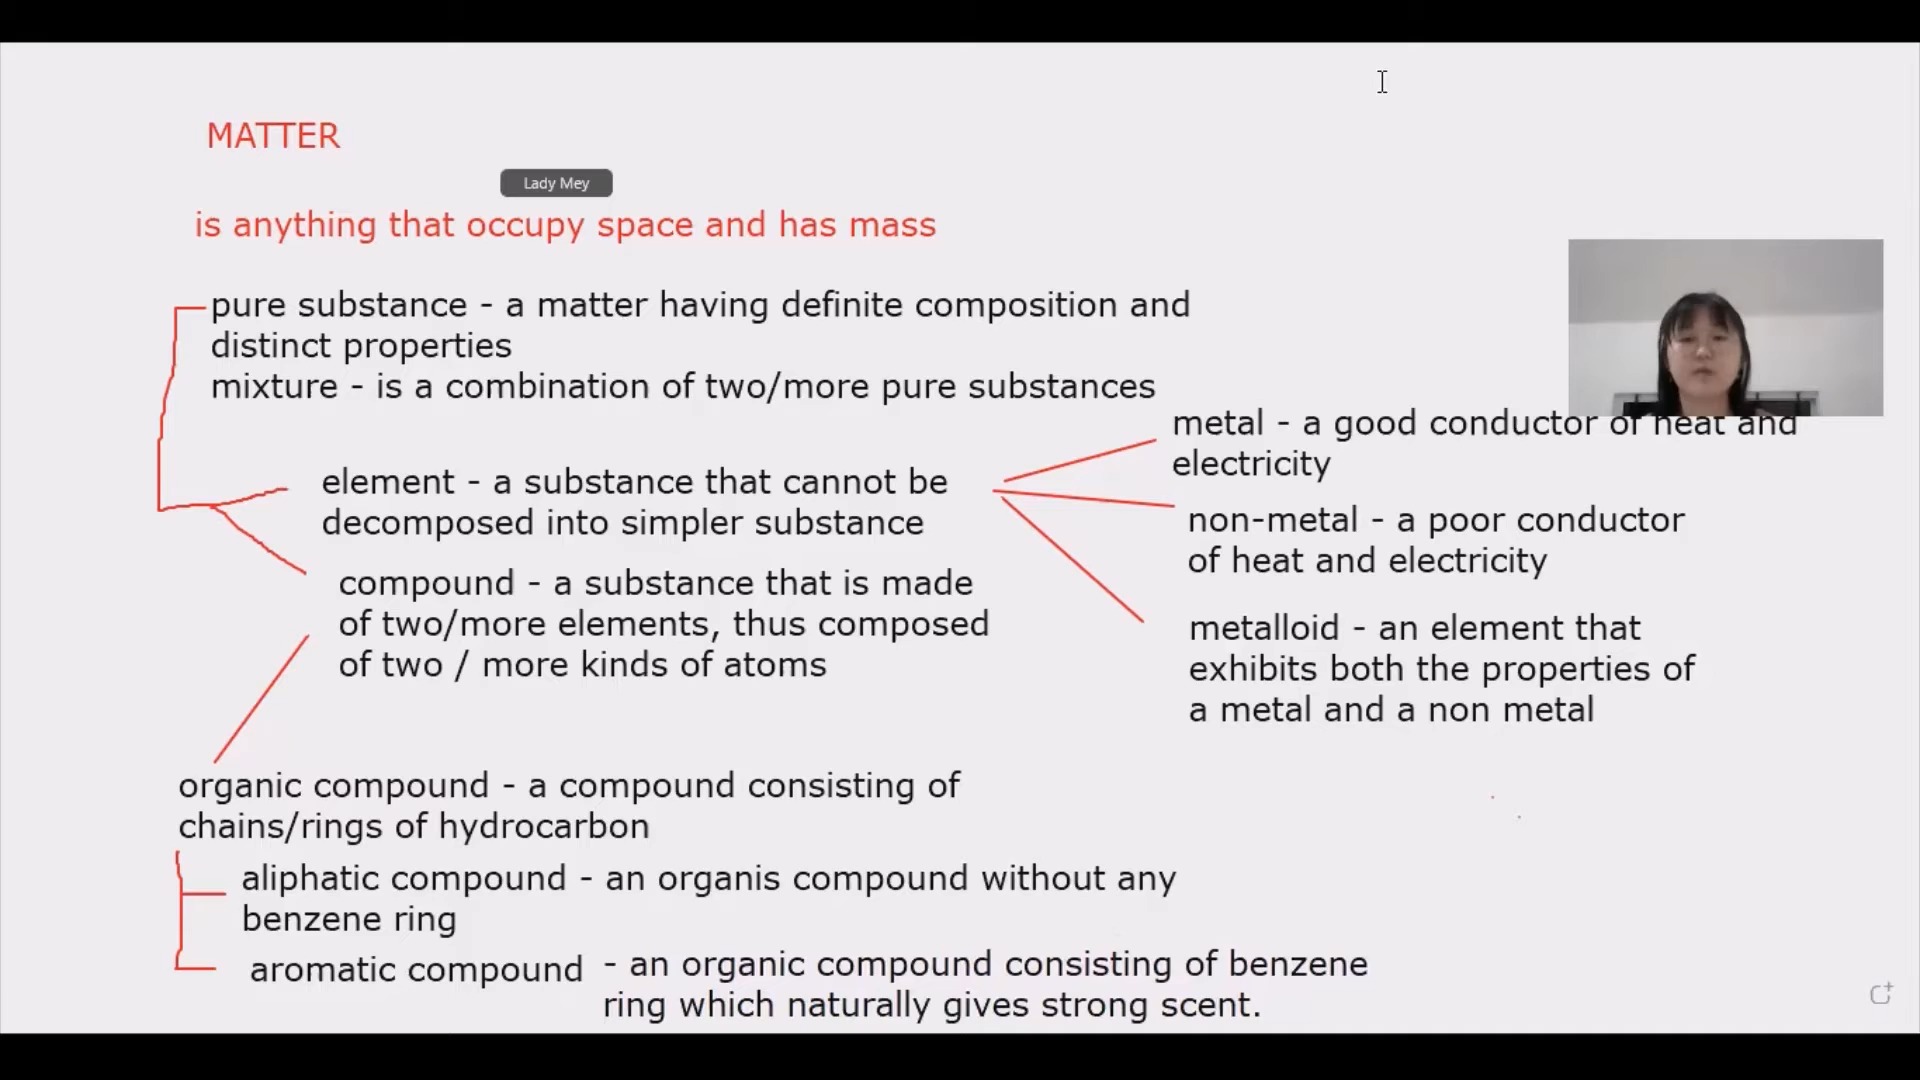 MATTER
Lady Mey
is anything that occupy space and has mass
pure substance - a matter having definite composition and
distinct properties
mixture - is a combination of two/more pure substances
metal - a good conductor of heat and
electricity
element - a substance that cannot be
decomposed into simpler substance
non-metal - a poor conductor
of heat and electricity
compound - a substance that is made
of two/more elements, thus composed
of two / more kinds of atoms
metalloid - an element that
exhibits both the properties of
a metal and a non metal
organic compound - a compound consisting of
chains/rings of hydrocarbon
aliphatic compound - an organis compound without any
benzene ring
aromatic compound - an organic compound consisting of benzene
ring which naturally gives strong scent.